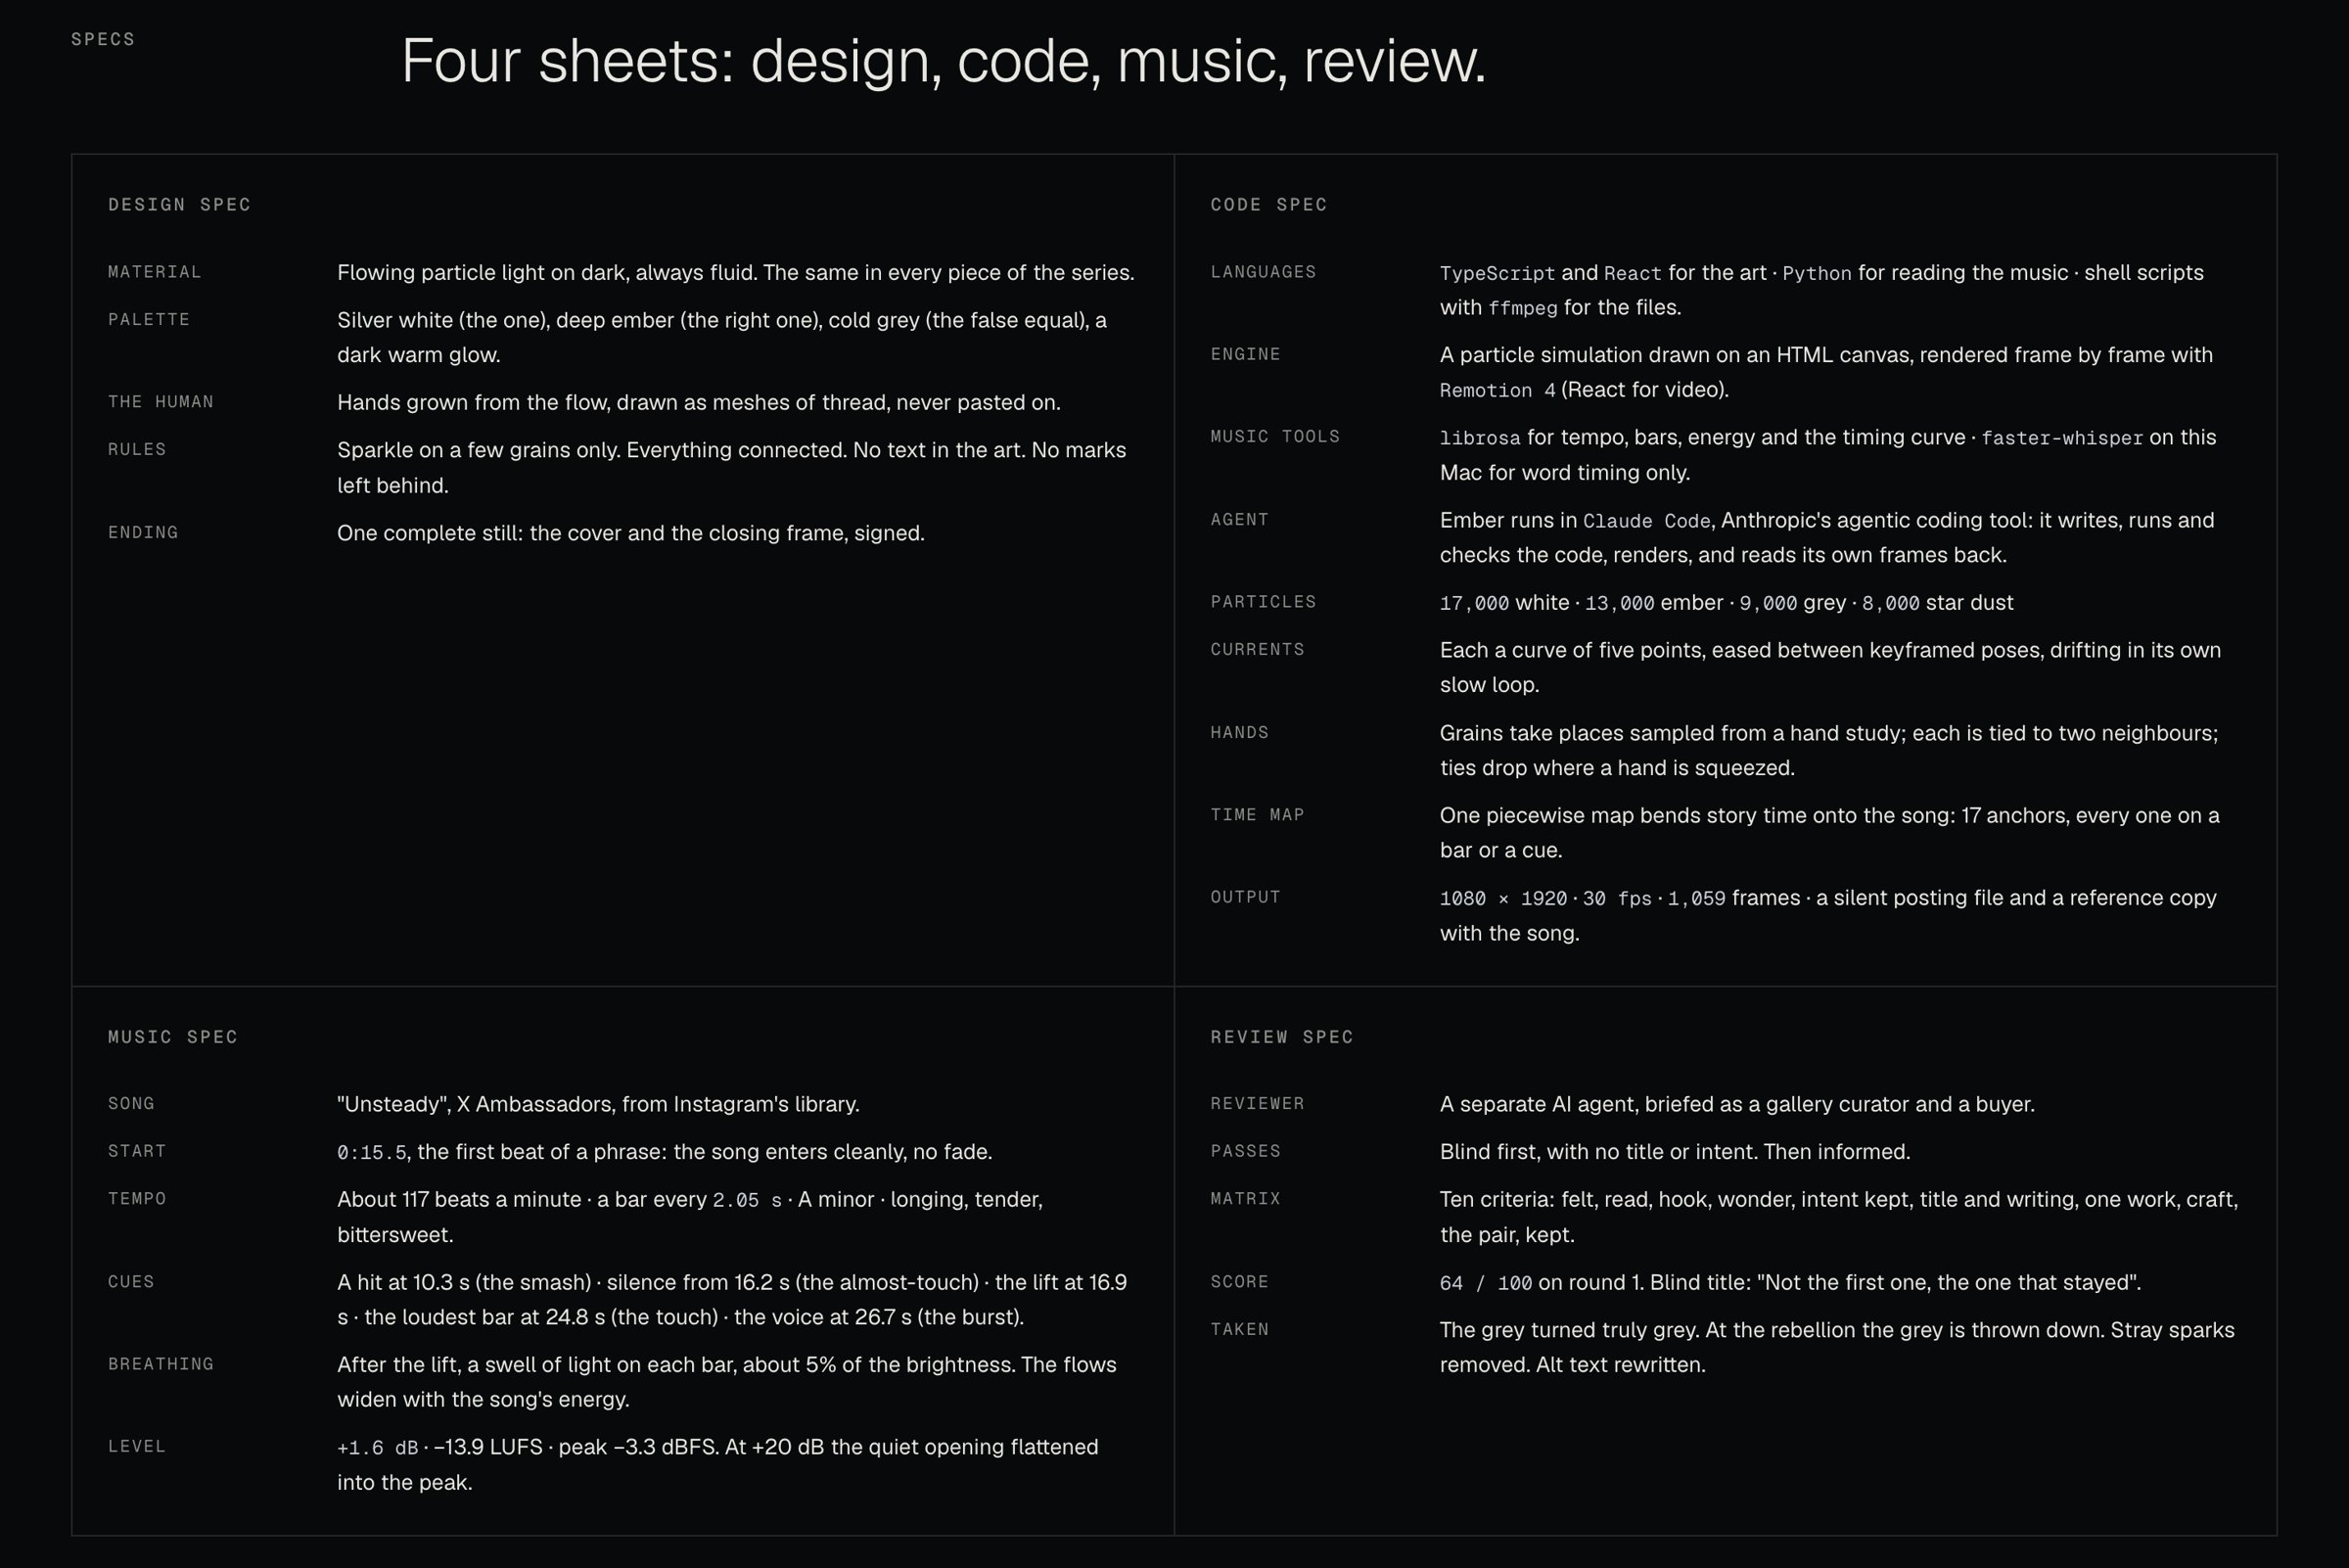 SPECS
Four sheets: design, code, music, review.
DESIGN SPEC
MATERIAL
Flowing particle light on dark, always fluid. The same in every piece of the series.
PALETTE
Silver white (the one), deep ember (the right one), cold grey (the false equal), a
dark warm glow.
THE HUMAN
Hands grown from the flow, drawn as meshes of thread, never pasted on.
RULES
Sparkle on a few grains only. Everything connected. No text in the art. No marks
left behind.
ENDING
One complete still: the cover and the closing frame, signed.
CODE SPEC
LANGUAGES
TypeScript and React for the art · Python for reading the music · shell scripts
with ffmpeg for the files.
ENGINE
A particle simulation drawn on an HTML canvas, rendered frame by frame with
Remotion 4 (React for video).
MUSIC TOOLS
librosa for tempo, bars, energy and the timing curve · faster-whisper on this
Mac for word timing only.
AGENT
Ember runs in Claude Code, Anthropic's agentic coding tool: it writes, runs and
checks the code, renders, and reads its own frames back.
PARTICLES
17,000 white · 13,000 ember · 9,000 grey · 8,000 star dust
CURRENTS
Each a curve of five points, eased between keyframed poses, drifting in its own
slow loop.
HANDS
Grains take places sampled from a hand study; each is tied to two neighbours;
ties drop where a hand is squeezed.
TIME MAP
One piecewise map bends story time onto the song: 17 anchors, every one on a
bar or a cue.
OUTPUT
1080 × 1920 · 30 fps · 1,059 frames · a silent posting file and a reference copy
with the song.
MUSIC SPEC
SONG
"Unsteady", X Ambassadors, from Instagram's library.
START
0:15.5, the first beat of a phrase: the song enters cleanly, no fade.
TEMPO
About 117 beats a minute · a bar every 2.05 s · A minor · longing, tender,
bittersweet.
CUES
A hit at 10.3 s (the smash) · silence from 16.2 s (the almost-touch) · the lift at 16.9
s · the loudest bar at 24.8 s (the touch) · the voice at 26.7 s (the burst).
BREATHING
After the lift, a swell of light on each bar, about 5% of the brightness. The flows
widen with the song's energy.
LEVEL
+1.6 dB · −13.9 LUFS · peak −3.3 dBFS. At +20 dB the quiet opening flattened
into the peak.
REVIEW SPEC
REVIEWER
A separate AI agent, briefed as a gallery curator and a buyer.
PASSES
Blind first, with no title or intent. Then informed.
MATRIX
Ten criteria: felt, read, hook, wonder, intent kept, title and writing, one work, craft,
the pair, kept.
SCORE
64 / 100 on round 1. Blind title: "Not the first one, the one that stayed".
TAKEN
The grey turned truly grey. At the rebellion the grey is thrown down. Stray sparks
removed. Alt text rewritten.